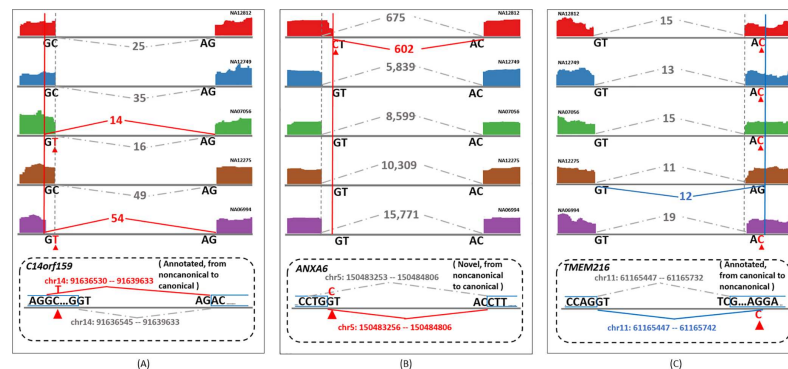 NA12812
25
GC
AG
NA12749
35
GC
AG
NA07056
14
16
GT
AG
NA12275
49
GC
AG
NA06994
54
GT
AG
C14orf159
( Annotated, from
noncanonical to
canonical )
chr14: 91636530 -- 91639633
T
AGGC...GGT
AGAC
chr14: 91636545 -- 91639633
(A)
NA12812
675
CT
602
AC
NA12749
5,839
GT
AC
NA07056
8,599
GT
AC
NA12275
10,309
GT
AC
NA06994
15,771
GT
AC
ANXA6
(Novel, from
noncanonical
to canonical)
chr5: 150483253 -- 150484806
C
CCTGGT
ACCTT
chr5: 150483256 -- 150484806
(B)
NA12812
15
GT
AC
NA12749
13
GT
AC
NA07056
15
GT
AC
NA12275
11
GT
AG
12
NA06994
19
GT
AC
TMEM216
(Annotated, from
canonical to
noncanonical)
chr11: 61165447 -- 61165732
CCAGGT
TCG...AGGA
C
chr11: 61165447 -- 61165742
(C)